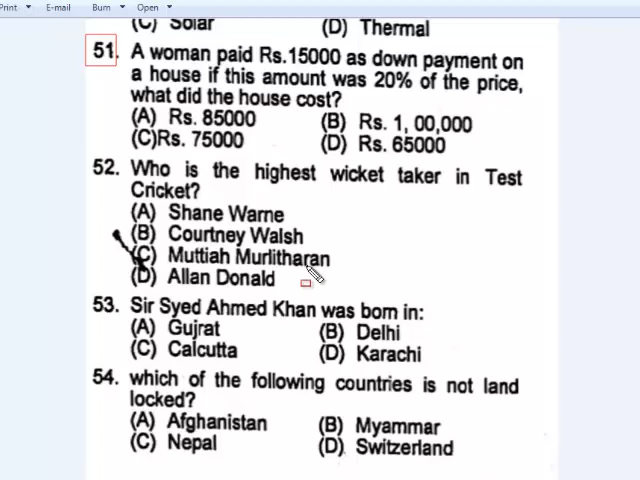 Print E-mail Burn Open
(C) Solar (D) Thermal
51. A woman paid Rs.15000 as down payment on
a house if this amount was 20% of the price,
what did the house cost?
(A) Rs. 85000 (B) Rs. 1, 00,000
(C)Rs. 75000 (D) Rs. 65000
52. Who is the highest wicket taker in Test
Cricket?
(A) Shane Warne
(B) Courtney Walsh
(C) Muttiah Murlitharan
(D) Allan Donald
53. Sir Syed Ahmed Khan was born in:
(A) Gujrat (B) Delhi
(C) Calcutta (D) Karachi
54. which of the following countries is not land
locked?
(A) Afghanistan (B) Myammar
(C) Nepal (D) Switzerland